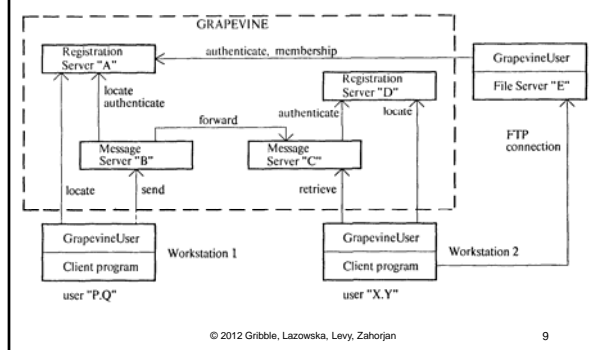 GRAPEVINE
Registration
Server "A"
authenticate, membership
GrapevineUser
File Server "E"
Registration
Server "D"
locate
authenticate
forward
authenticate
locate
FTP
connection
Message
Server "B"
Message
Server "C"
locate
send
retrieve
GrapevineUser
Client program
Workstation 1
GrapevineUser
Client program
Workstation 2
user "P.Q"
user "X.Y"
© 2012 Gribble, Lazowska, Levy, Zahorjan
9